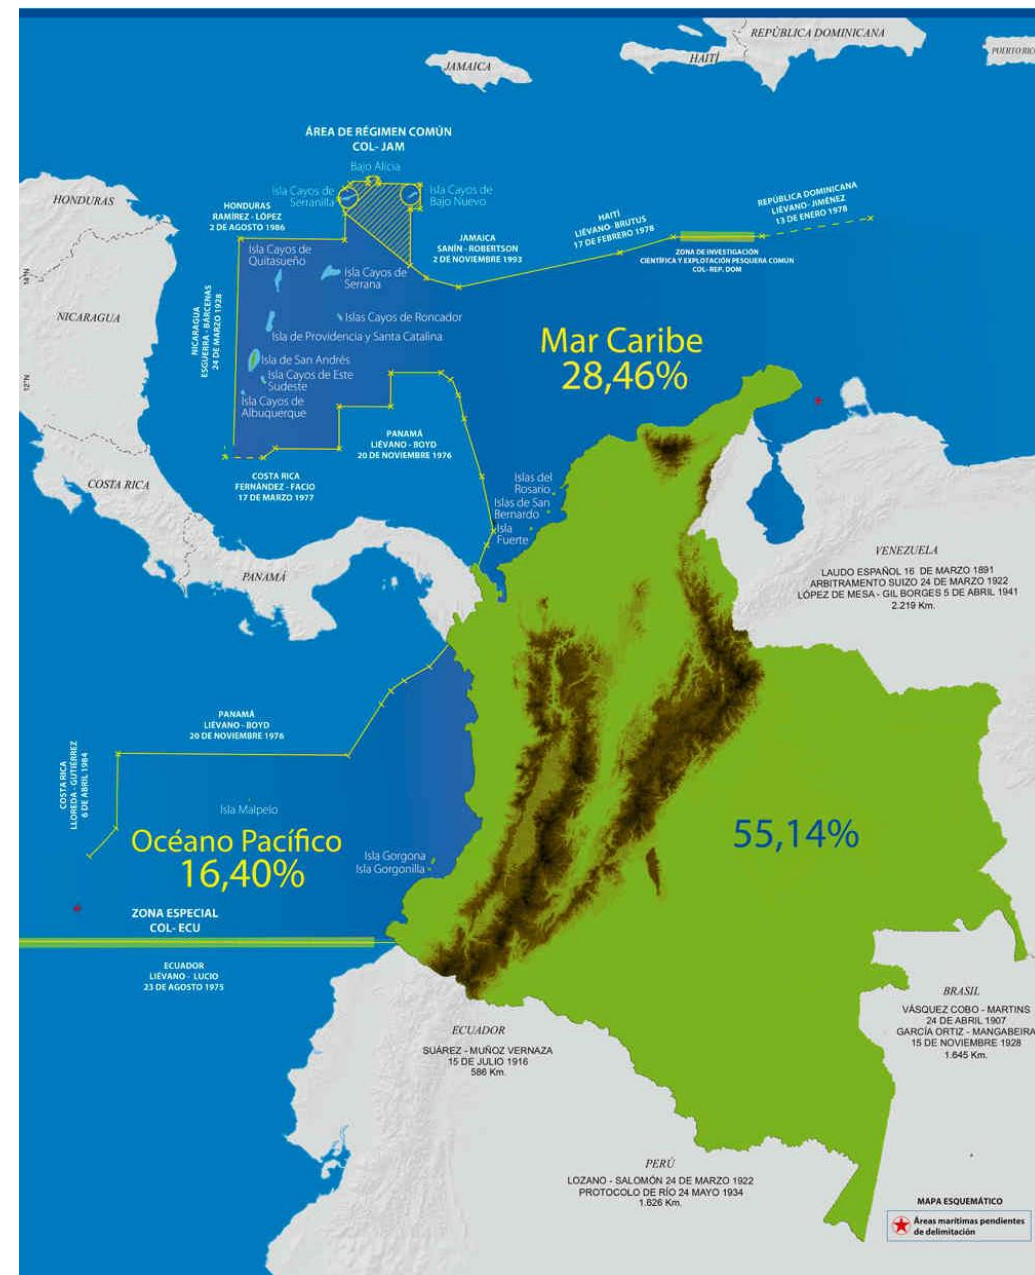 REPÚBLICA DOMINICANA
HAITÍ
PUERTO RICO
JAMAICA
ÁREA DE RÉGIMEN COMÚN
COL- JAM
Bajo Alicia
Isla Cayos de
Serranilla
Isla Cayos de
Bajo Nuevo
HONDURAS
HONDURAS
RAMÍREZ - LÓPEZ
2 DE AGOSTO 1986
JAMAICA
SANÍN - ROBERTSON
2 DE NOVIEMBRE 1993
HAITÍ
LIÉVANO- BRUTUS
17 DE FEBRERO 1978
REPÚBLICA DOMINICANA
LIÉVANO- JIMÉNEZ
13 DE ENERO 1978
ZONA DE INVESTIGACIÓN
CIENTÍFICA Y EXPLOTACIÓN PESQUERA COMÚN
COL- REP. DOM
Isla Cayos de
Quitasueño
Isla Cayos de
Serrana
14°N
NICARAGUA
NICARAGUA
ESGUERRA - BÁRCENAS
24 DE MARZO 1928
Islas Cayos de Roncador
Isla de Providencia y Santa Catalina
Isla de San Andrés
Isla Cayos de Este
Sudeste
Isla Cayos de
Albuquerque
12°N
Mar Caribe
28,46%
PANAMÁ
LIÉVANO - BOYD
20 DE NOVIEMBRE 1976
COSTA RICA
COSTA RICA
FERNÁNDEZ - FACIO
17 DE MARZO 1977
Islas del
Rosario
Islas de San
Bernardo
Isla
Fuerte
PANAMÁ
VENEZUELA
LAUDO ESPAÑOL 16 DE MARZO 1891
ARBITRAMENTO SUIZO 24 DE MARZO 1922
LÓPEZ DE MESA - GIL BORGES 5 DE ABRIL 1941
2.219 Km.
PANAMÁ
LIÉVANO - BOYD
20 DE NOVIEMBRE 1976
COSTA RICA
LLOREDA - GUTIÉRREZ
6 DE ABRIL 1984
Isla Malpelo
Océano Pacífico
16,40%
Isla Gorgona
Isla Gorgonilla
55,14%
ZONA ESPECIAL
COL- ECU
ECUADOR
LIÉVANO - LUCIO
23 DE AGOSTO 1975
ECUADOR
SUÁREZ - MUÑOZ VERNAZA
15 DE JULIO 1916
586 Km.
BRASIL
VÁSQUEZ COBO - MARTINS
24 DE ABRIL 1907
GARCÍA ORTIZ - MANGABEIRA
15 DE NOVIEMBRE 1928
1.645 Km.
PERÚ
LOZANO - SALOMÓN 24 DE MARZO 1922
PROTOCOLO DE RÍO 24 MAYO 1934
1.626 Km.
MAPA ESQUEMÁTICO
Áreas marítimas pendientes
de delimitación